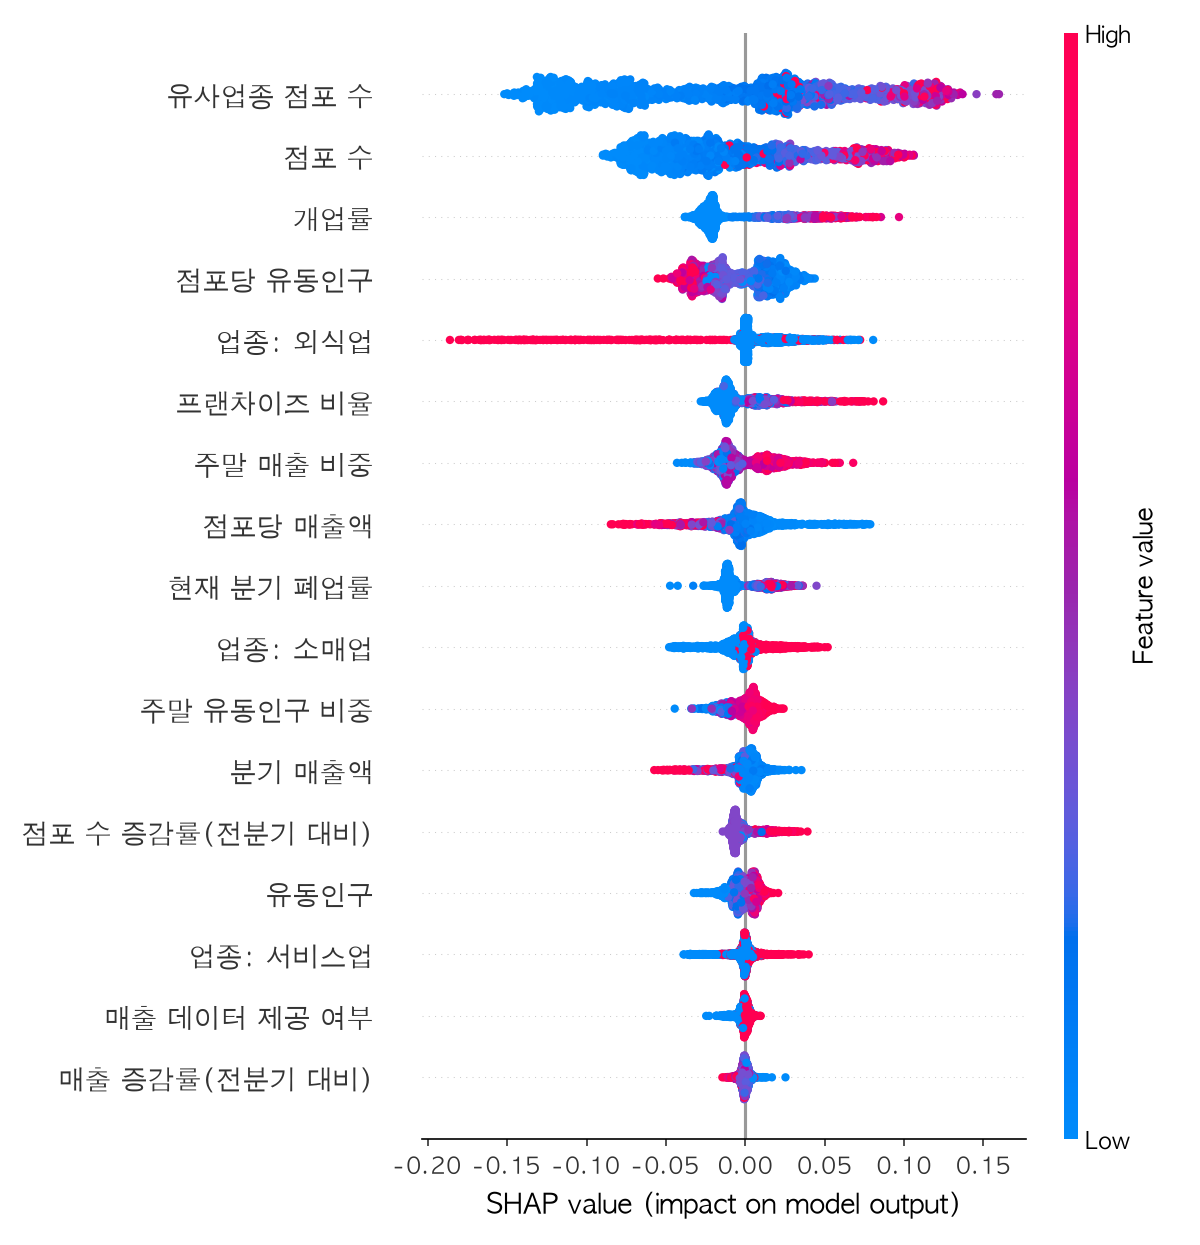 High
유사업종 점포 수
점포 수
개업률
점포당 유동인구
업종: 외식업
프랜차이즈 비율
주말 매출 비중
점포당 매출액
현재 분기 폐업률
업종: 소매업
주말 유동인구 비중
분기 매출액
점포 수 증감률(전분기 대비)
유동인구
업종: 서비스업
매출 데이터 제공 여부
매출 증감률(전분기 대비)
Feature value
Low
-0.20 -0.15 -0.10 -0.05 0.00 0.05 0.10 0.15
SHAP value (impact on model output)